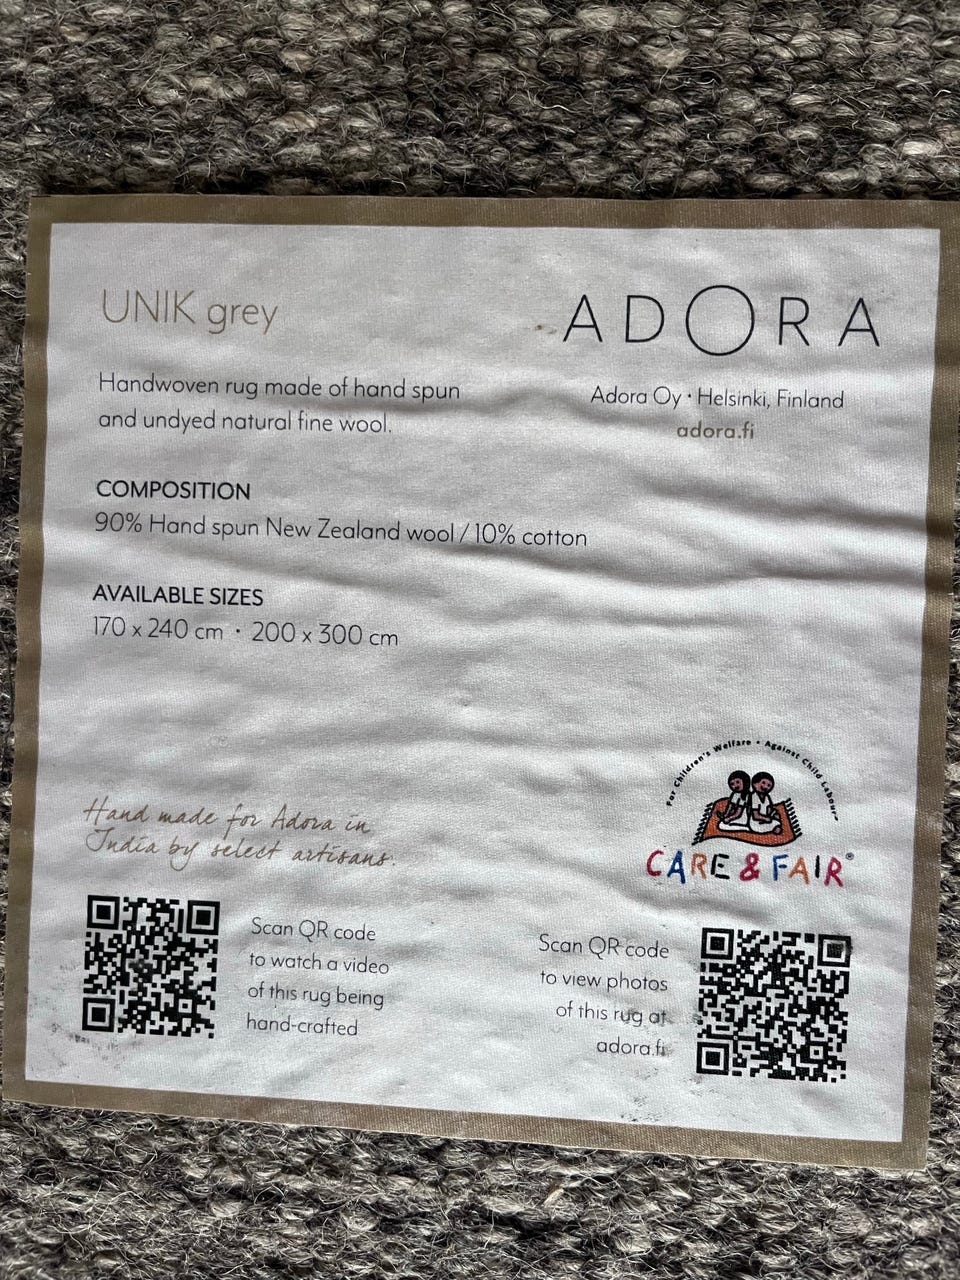 UNIK grey
Handwoven rug made of hand spun
and undyed natural fine wool.
ADORA
Adora Oy · Helsinki, Finland
adora.fi
COMPOSITION
90% Hand spun New Zealand wool / 10% cotton
AVAILABLE SIZES
170 x 240 cm · 200 x 300 cm
Hand made for Adora in
India by select artisans.
For Children's Welfare • Against Child Labour
CARE & FAIR®
Scan QR code
to watch a video
of this rug being
hand-crafted
Scan QR code
to view photos
of this rug at
adora.fi